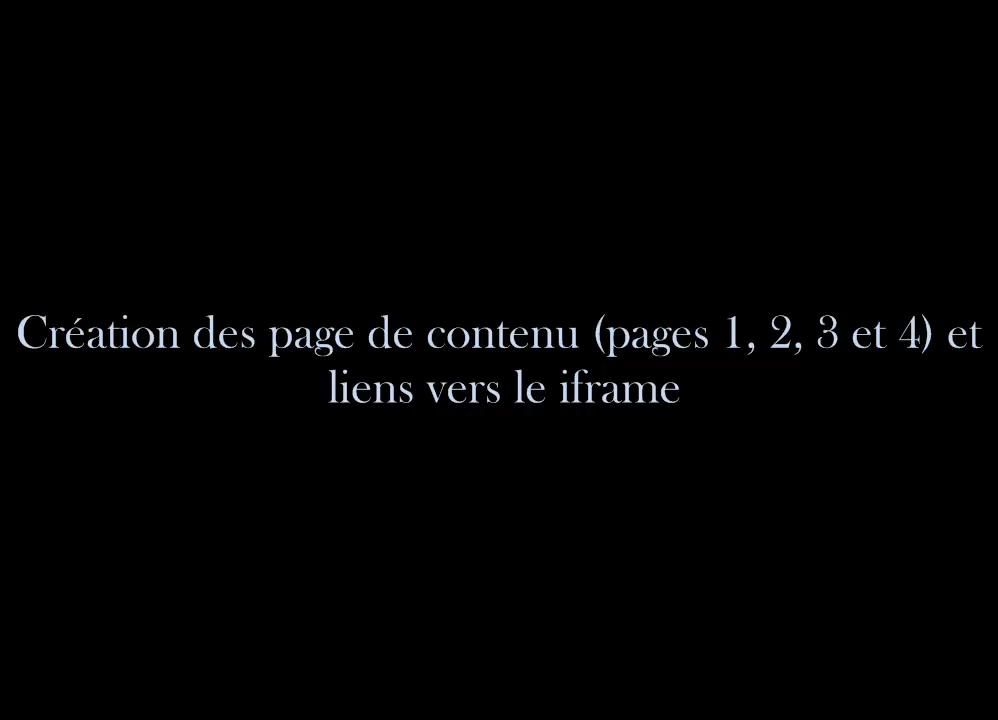 Création des page de contenu (pages 1, 2, 3 et 4) et
liens vers le iframe